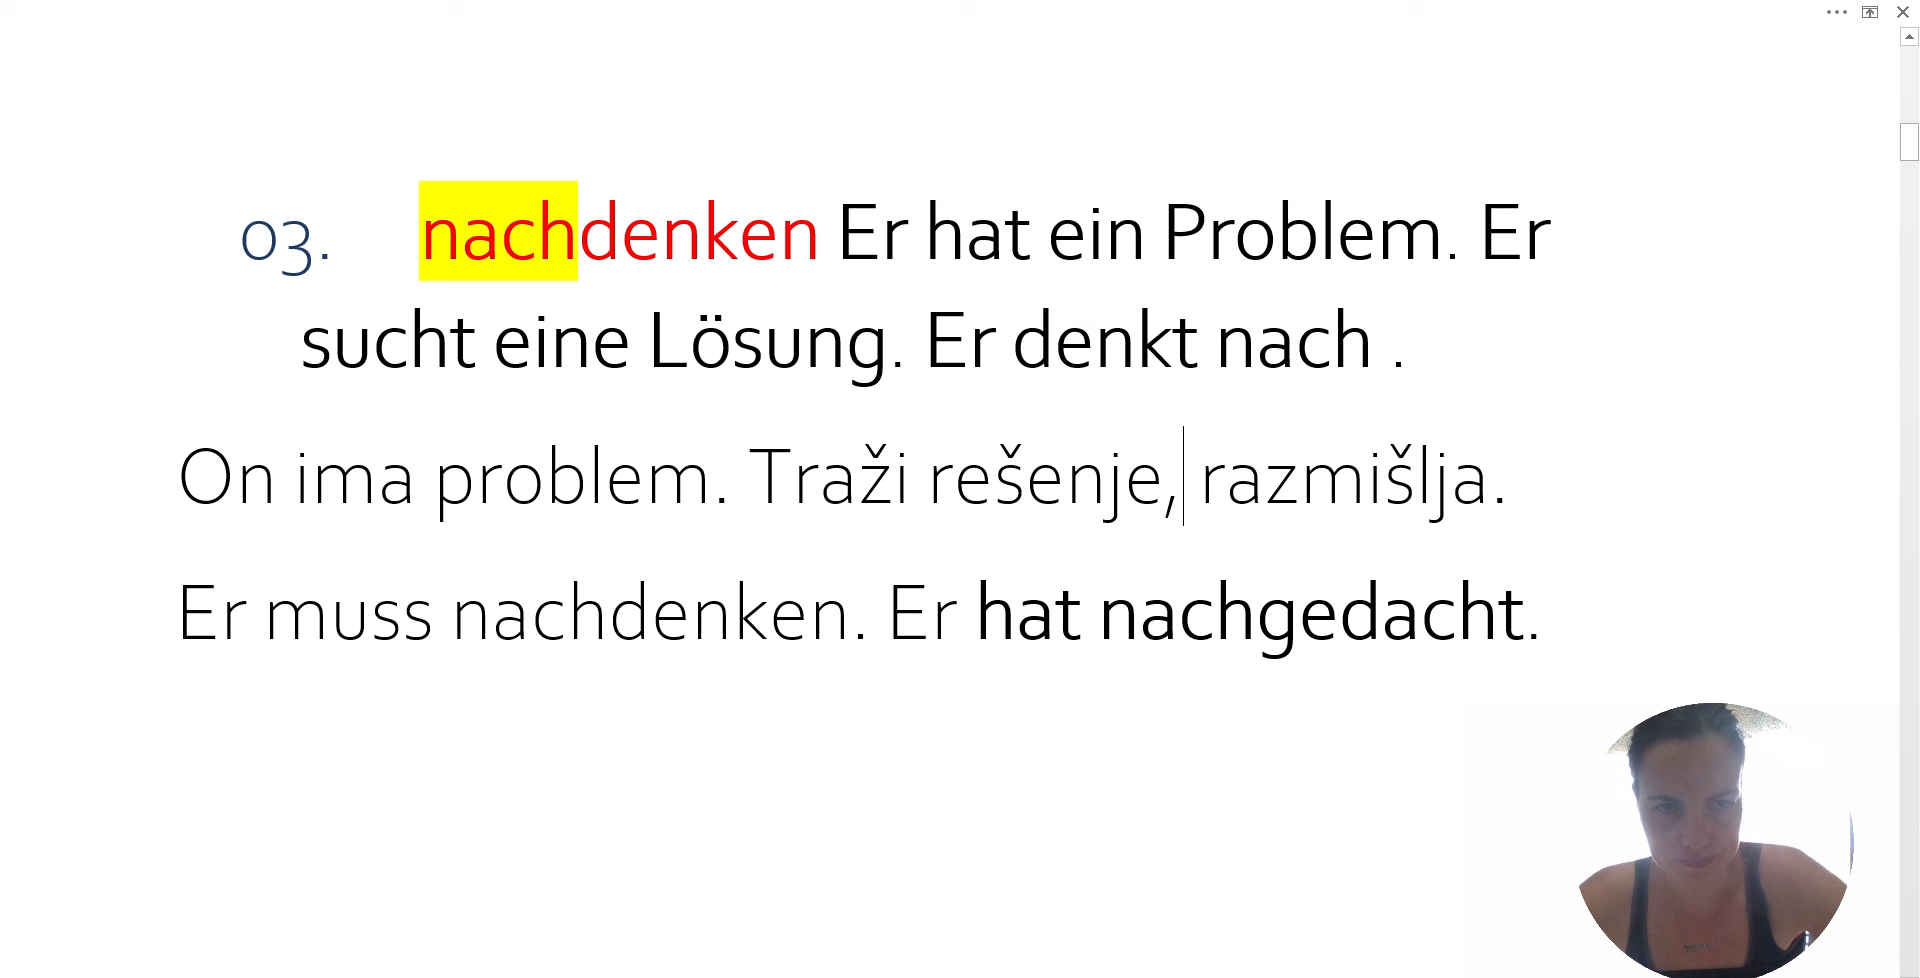 03. nachdenken Er hat ein Problem. Er
sucht eine Lösung. Er denkt nach .
On ima problem. Traži rešenje, razmišlja.
Er muss nachdenken. Er hat nachgedacht.